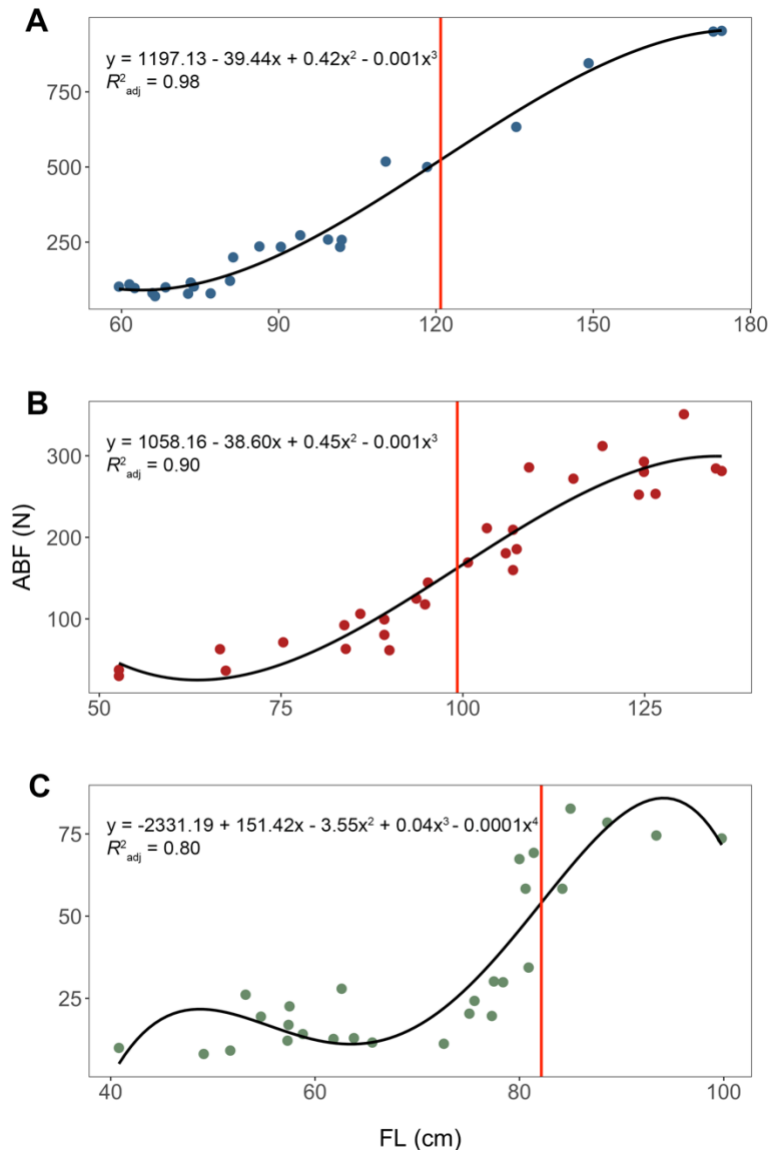 A
y = 1197.13 - 39.44x + 0.42x² - 0.001x³
R²adj = 0.98
750
500
250
60 90 120 150 180
B
y = 1058.16 - 38.60x + 0.45x² - 0.001x³
R²adj = 0.90
300
200
100
50 75 100 125
ABF (N)
C
y = -2331.19 + 151.42x - 3.55x² + 0.04x³ - 0.0001x⁴
R²adj = 0.80
75
50
25
40 60 80 100
FL (cm)